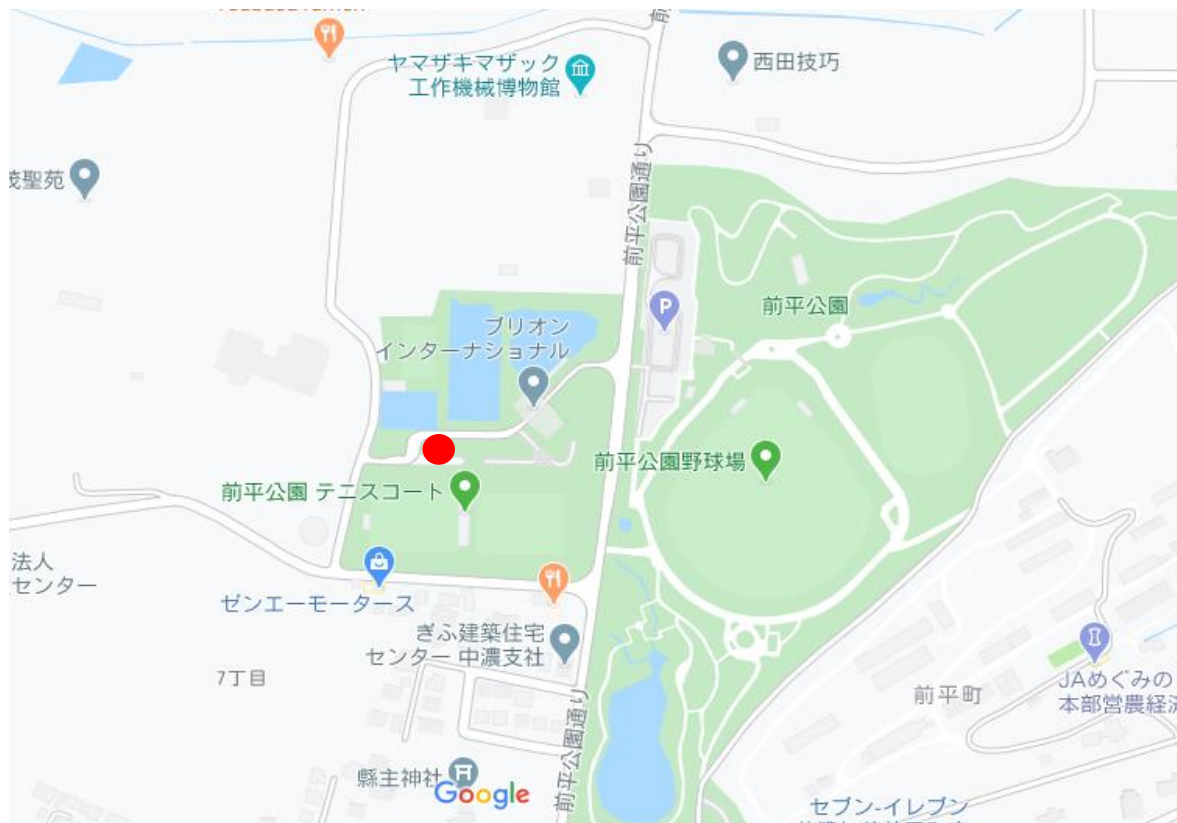 ヤマザキマザック
工作機械博物館
西田技巧
茂聖苑
前平公園通り
P
前平公園
ブリオン
インターナショナル
前平公園野球場
前平公園 テニスコート
法人
センター
ゼンエーモータース
ぎふ建築住宅
センター 中濃支社
7丁目
前平町
JAめぐみの
本部営農経済
前平公園通り
縣主神社
Google
セブン-イレブン